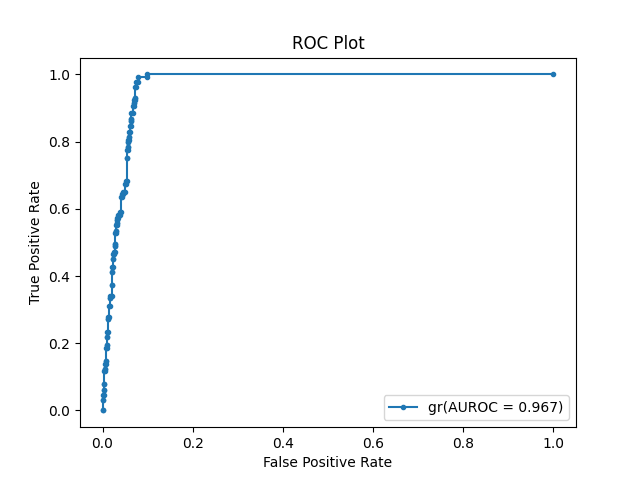 ROC Plot
True Positive Rate
1.0
0.8
0.6
0.4
0.2
0.0
gr(AUROC = 0.967)
0.0 0.2 0.4 0.6 0.8 1.0
False Positive Rate